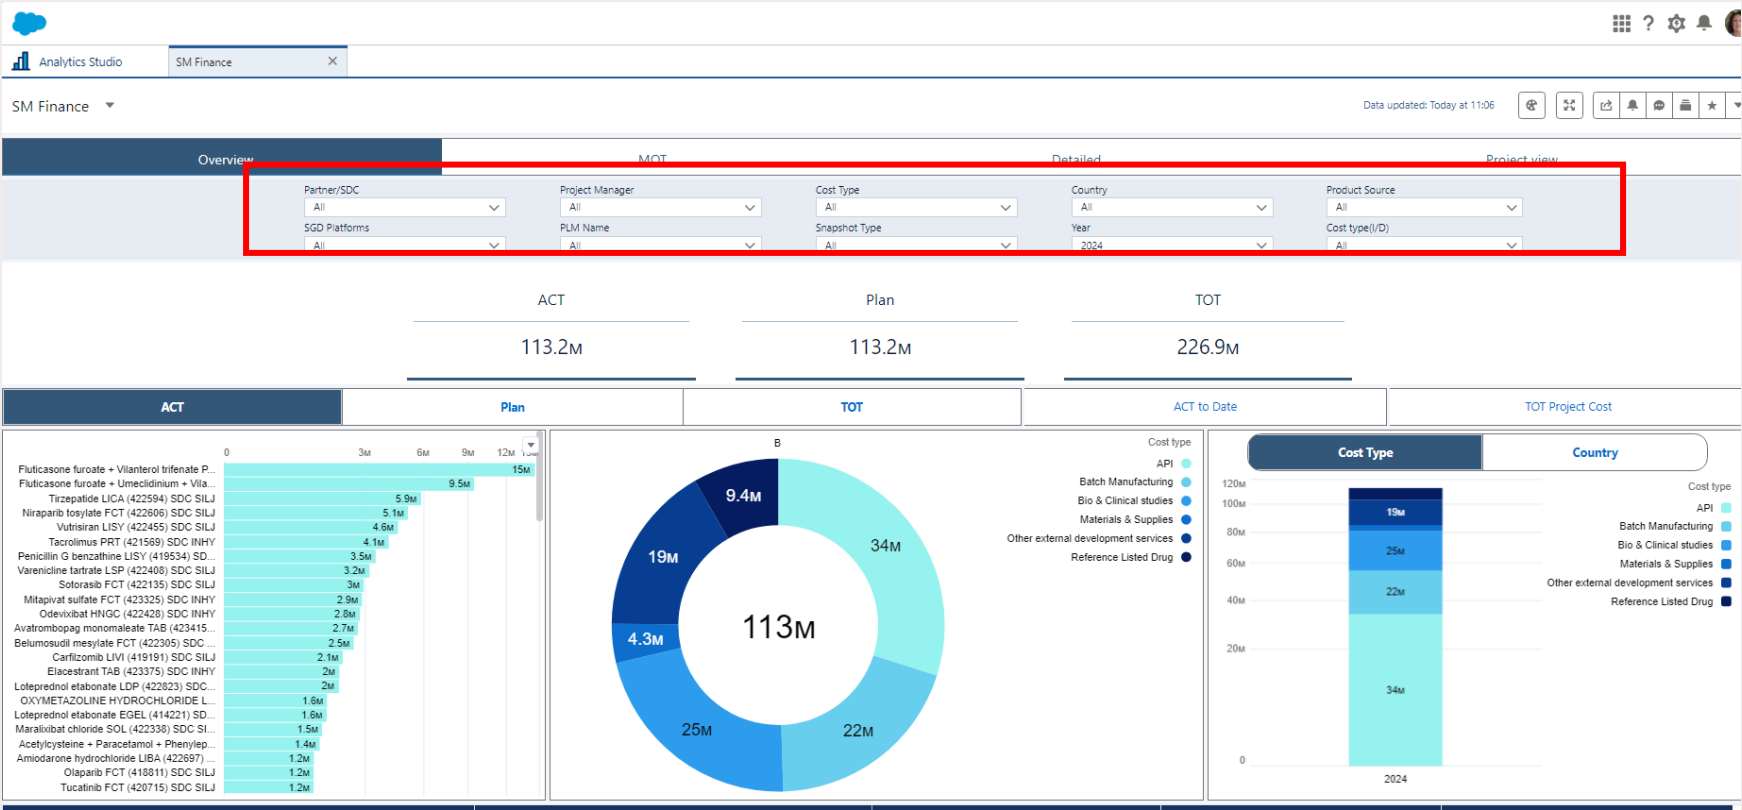 Analytics Studio
SM Finance
SM Finance
Data updated: Today at 11:06
Overview
MOT
Detailed
Project view
Partner/SDC
Project Manager
Cost Type
Country
Product Source
All
All
All
All
All
SGD Platforms
PLM Name
Snapshot Type
Year
Cost type(I/D)
All
All
All
2024
All
ACT
Plan
TOT
113.2M
113.2M
226.9M
ACT
Plan
TOT
ACT to Date
TOT Project Cost
0 3M 6M 9M 12M 15M
Fluticasone furoate + Vilanterol trifenate P... 15M
Fluticasone furoate + Umeclidinium + Vila... 9.5M
Tirzepatide LICA (422594) SDC SILJ 5.9M
Niraparib tosylate FCT (422606) SDC SILJ 5.1M
Vutrisiran LISY (422455) SDC SILJ 4.6M
Tacrolimus PRT (421569) SDC INHY 4.1M
Penicillin G benzathine LISY (419534) SD... 3.5M
Varenicline tartrate LSP (422408) SDC SILJ 3.2M
Sotorasib FCT (422135) SDC SILJ 3M
Mitapivat sulfate FCT (423325) SDC INHY 2.9M
Odevixibat HNGC (422428) SDC INHY 2.8M
Avatrombopag monomaleate TAB (423415... 2.7M
Belumosudil mesylate FCT (422305) SDC ... 2.5M
Carfilzomib LIVI (419191) SDC SILJ 2.1M
Elacestrant TAB (423375) SDC INHY 2M
Loteprednol etabonate LDP (422823) SDC... 2M
OXYMETAZOLINE HYDROCHLORIDE L... 1.6M
Loteprednol etabonate EGEL (414221) SD... 1.6M
Maralixibat chloride SOL (422338) SDC SI... 1.5M
Acetylcysteine + Paracetamol + Phenylep... 1.4M
Amiodarone hydrochloride LIBA (422697) ... 1.2M
Olaparib FCT (418811) SDC SILJ 1.2M
Tucatinib FCT (420715) SDC SILJ 1.2M
B
9.4M
34M
19M
113M
4.3M
25M
22M
Cost type
API
Batch Manufacturing
Bio & Clinical studies
Materials & Supplies
Other external development services
Reference Listed Drug
Cost Type
Country
120M
100M
80M
60M
40M
20M
0
19M
25M
22M
34M
2024
Cost type
API
Batch Manufacturing
Bio & Clinical studies
Materials & Supplies
Other external development services
Reference Listed Drug